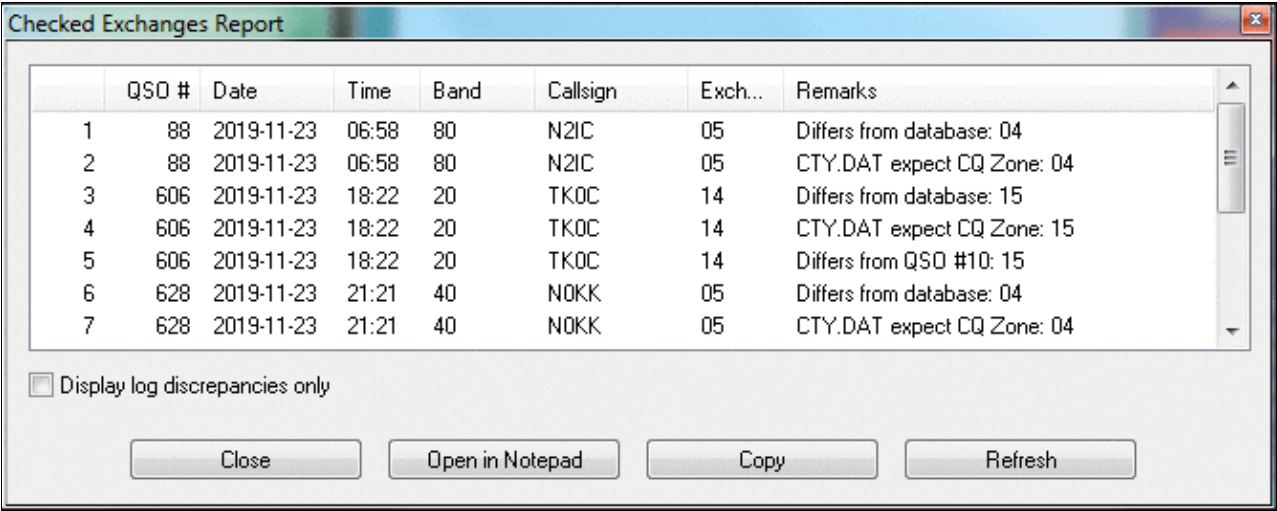 Checked Exchanges Report
QSO # Date Time Band Callsign Exch... Remarks
1 88 2019-11-23 06:58 80 N2IC 05 Differs from database: 04
2 88 2019-11-23 06:58 80 N2IC 05 CTY.DAT expect CQ Zone: 04
3 606 2019-11-23 18:22 20 TK0C 14 Differs from database: 15
4 606 2019-11-23 18:22 20 TK0C 14 CTY.DAT expect CQ Zone: 15
5 606 2019-11-23 18:22 20 TK0C 14 Differs from QSO #10: 15
6 628 2019-11-23 21:21 40 N0KK 05 Differs from database: 04
7 628 2019-11-23 21:21 40 N0KK 05 CTY.DAT expect CQ Zone: 04
Display log discrepancies only
Close Open in Notepad Copy Refresh